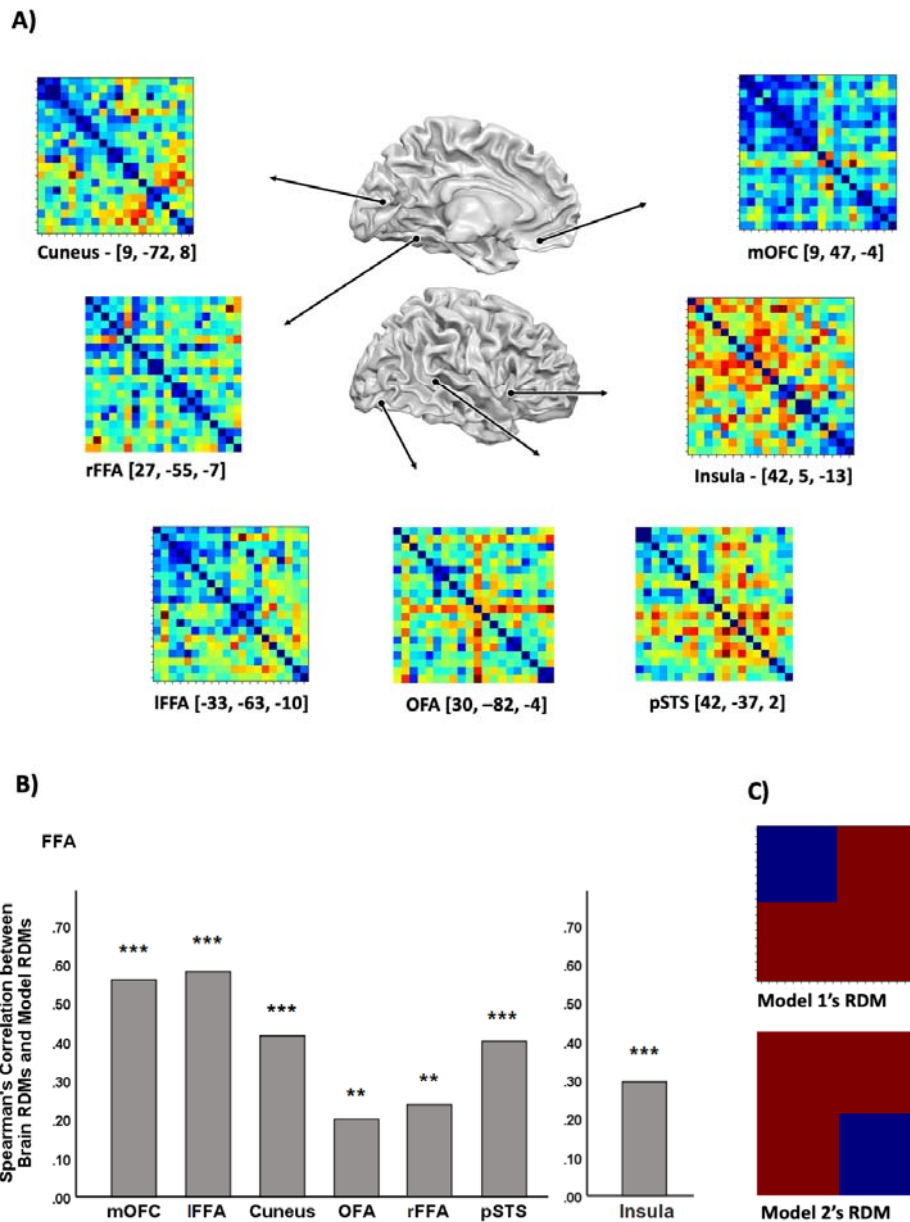 A)
Cuneus - [9, -72, 8]
mOFC [9, 47, -4]
rFFA [27, -55, -7]
Insula - [42, 5, -13]
lFFA [-33, -63, -10]
OFA [30, –82, -4]
pSTS [42, -37, 2]
B)
FFA
Spearman's Correlation between
Brain RDMs and Model RDMs
.70
.60
.50
.40
.30
.20
.10
.00
***
***
***
**
**
***
mOFC lFFA Cuneus OFA rFFA pSTS
.70
.60
.50
.40
.30
.20
.10
.00
***
Insula
C)
Model 1's RDM
Model 2's RDM